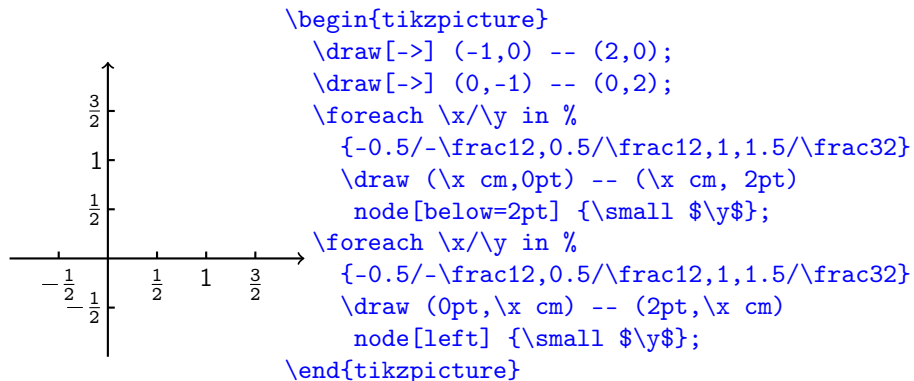 \begin{tikzpicture}
\draw[->] (-1,0) -- (2,0);
\draw[->] (0,-1) -- (0,2);
\foreach \x/\y in %
{-0.5/-\frac12,0.5/\frac12,1,1.5/\frac32}
\draw (\x cm,0pt) -- (\x cm, 2pt)
node[below=2pt] {\small $\y$};
\foreach \x/\y in %
{-0.5/-\frac12,0.5/\frac12,1,1.5/\frac32}
\draw (0pt,\x cm) -- (2pt,\x cm)
node[left] {\small $\y$};
\end{tikzpicture}
3/2
1
1/2
-1/2 1/2 1 3/2
-1/2